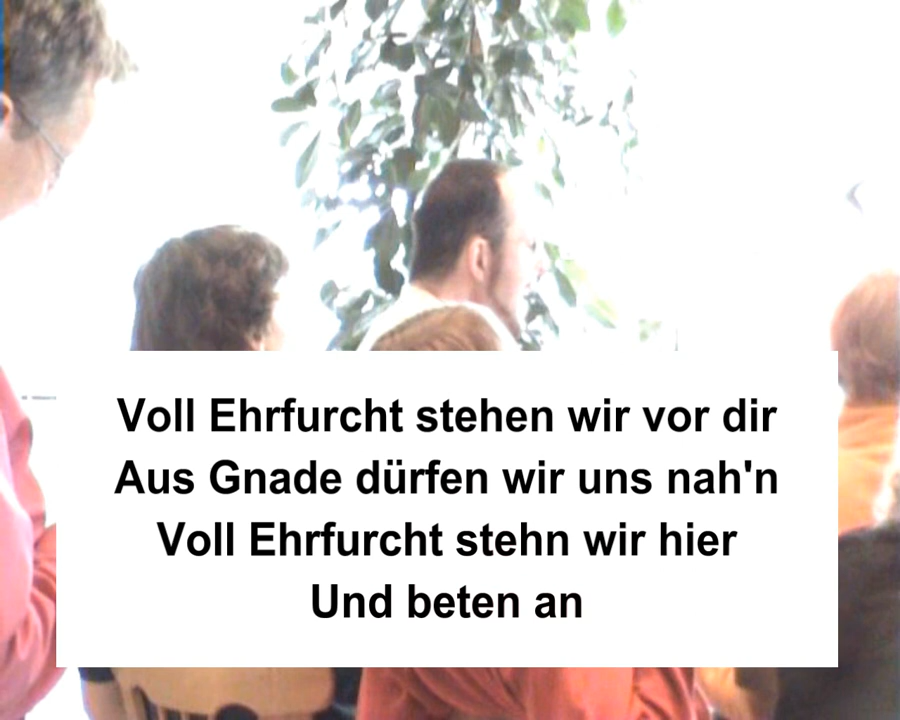 Voll Ehrfurcht stehen wir vor dir
Aus Gnade dürfen wir uns nah'n
Voll Ehrfurcht stehn wir hier
Und beten an